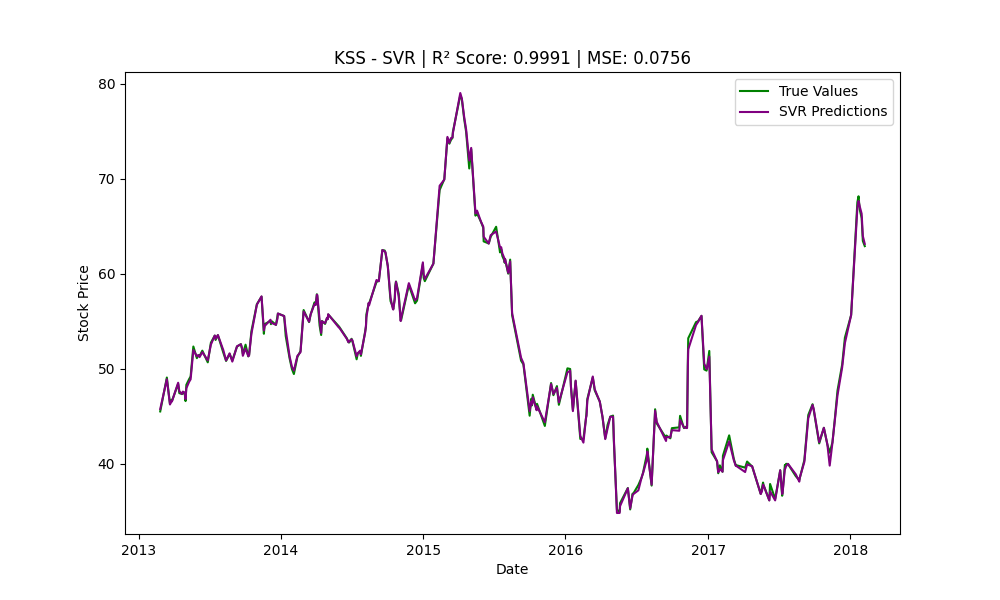 KSS - SVR | R² Score: 0.9991 | MSE: 0.0756
True Values
SVR Predictions
80
70
60
50
40
Stock Price
2013 2014 2015 2016 2017 2018
Date